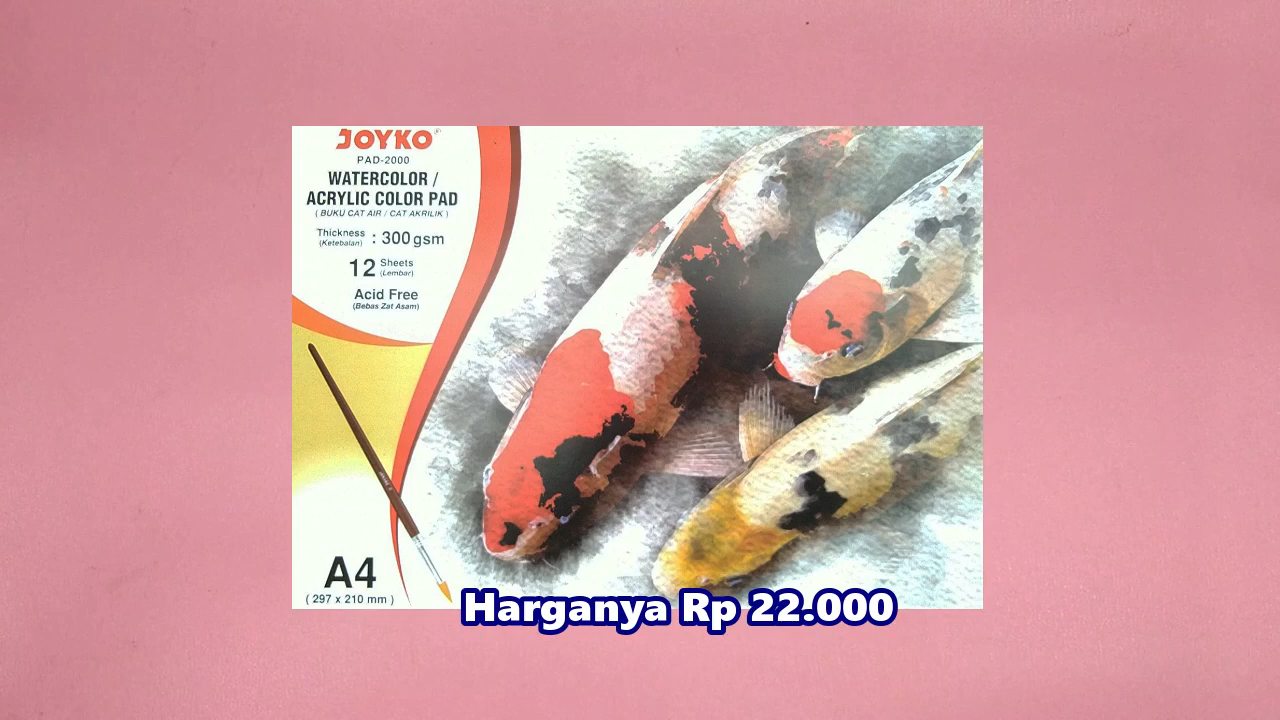 JOYKO
PAD-2000
WATERCOLOR /
ACRYLIC COLOR PAD
( BUKU CAT AIR / CAT AKRILIK )
Thickness : 300 gsm
(Ketebalan)
12 Sheets
(Lembar)
Acid Free
(Bebas Zat Asam)
A4
( 297 x 210 mm )
Harganya Rp 22.000